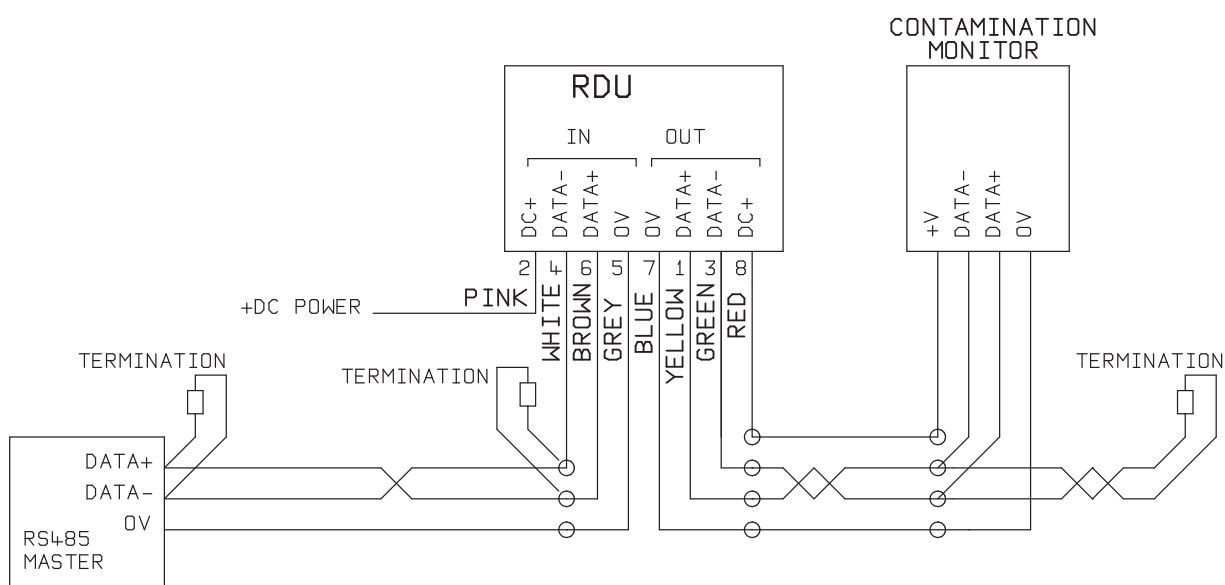 CONTAMINATION
MONITOR
RDU
IN OUT
DC+ DATA- DATA+ 0V 0V DATA+ DATA- DC+
+V DATA- DATA+ 0V
2 4 6 5 7 1 3 8
PINK WHITE BROWN GREY BLUE YELLOW GREEN RED
+DC POWER
TERMINATION
TERMINATION
TERMINATION
DATA+
DATA-
0V
RS485
MASTER